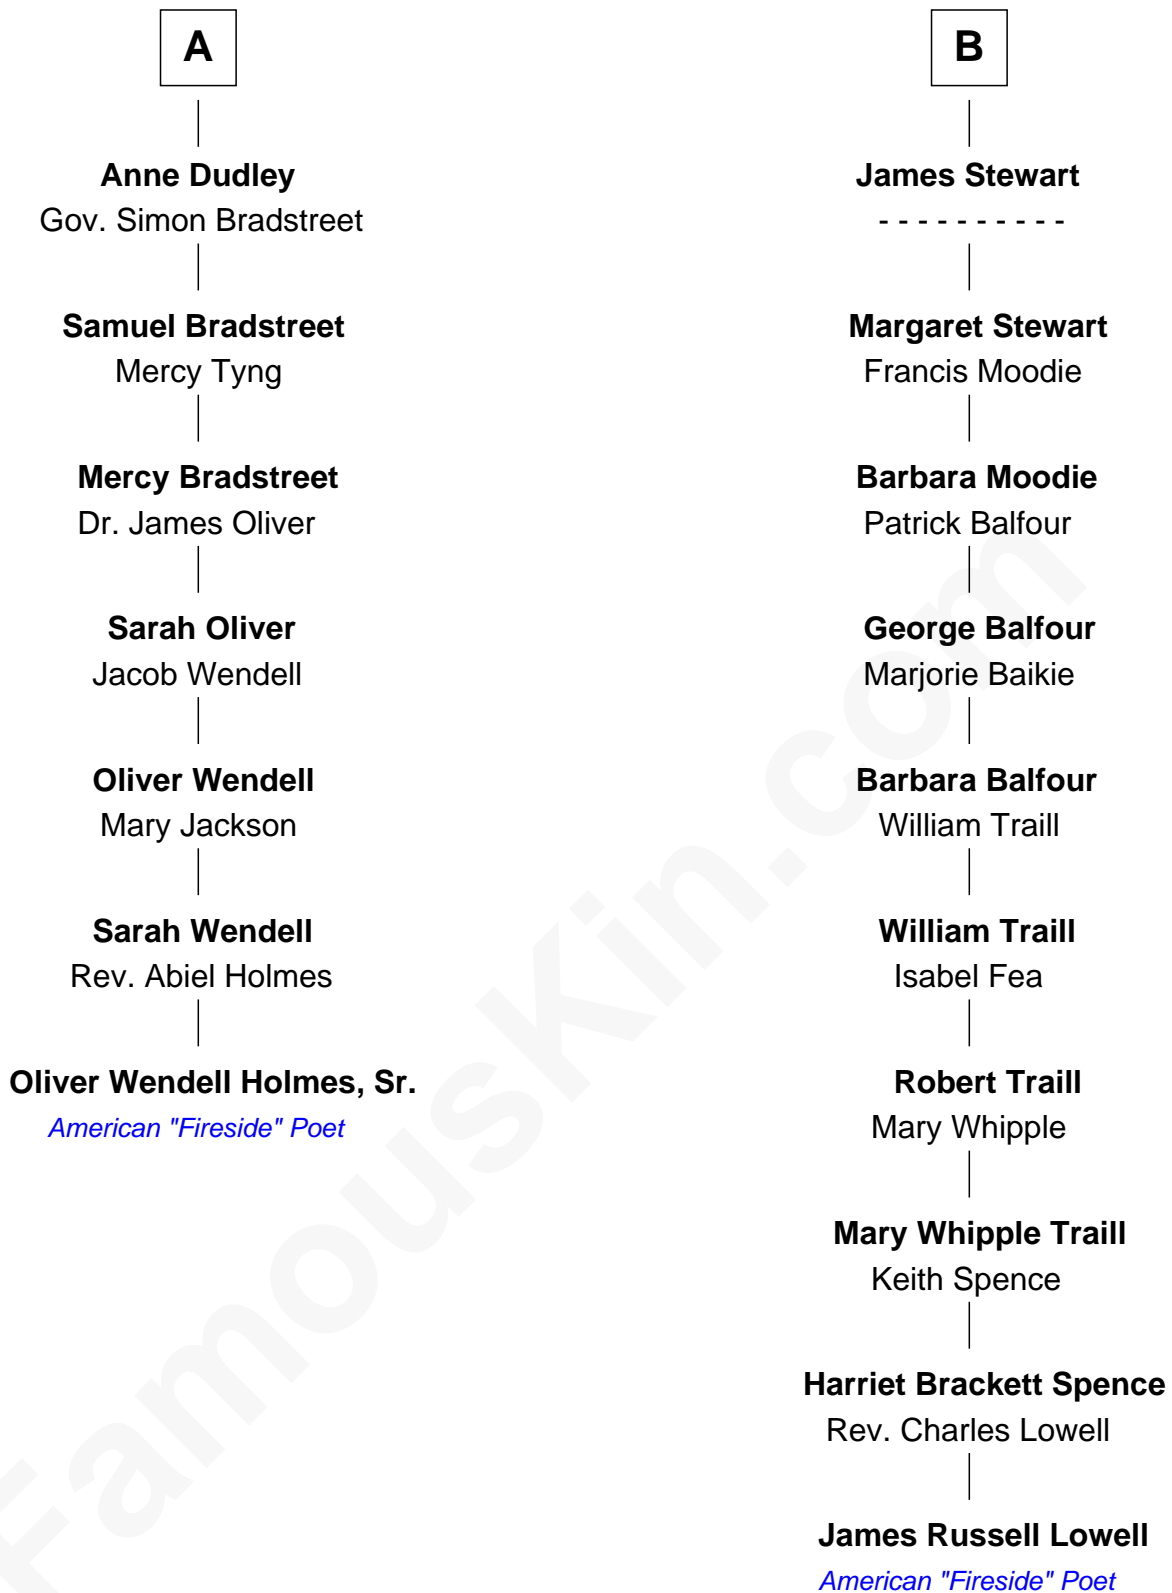 A
Anne Dudley
Gov. Simon Bradstreet
Samuel Bradstreet
Mercy Tyng
Mercy Bradstreet
Dr. James Oliver
Sarah Oliver
Jacob Wendell
Oliver Wendell
Mary Jackson
Sarah Wendell
Rev. Abiel Holmes
Oliver Wendell Holmes, Sr.
American "Fireside" Poet
B
James Stewart
- - - - - - - - - -
Margaret Stewart
Francis Moodie
Barbara Moodie
Patrick Balfour
George Balfour
Marjorie Baikie
Barbara Balfour
William Traill
William Traill
Isabel Fea
Robert Traill
Mary Whipple
Mary Whipple Traill
Keith Spence
Harriet Brackett Spence
Rev. Charles Lowell
James Russell Lowell
American "Fireside" Poet
FamousKin.com